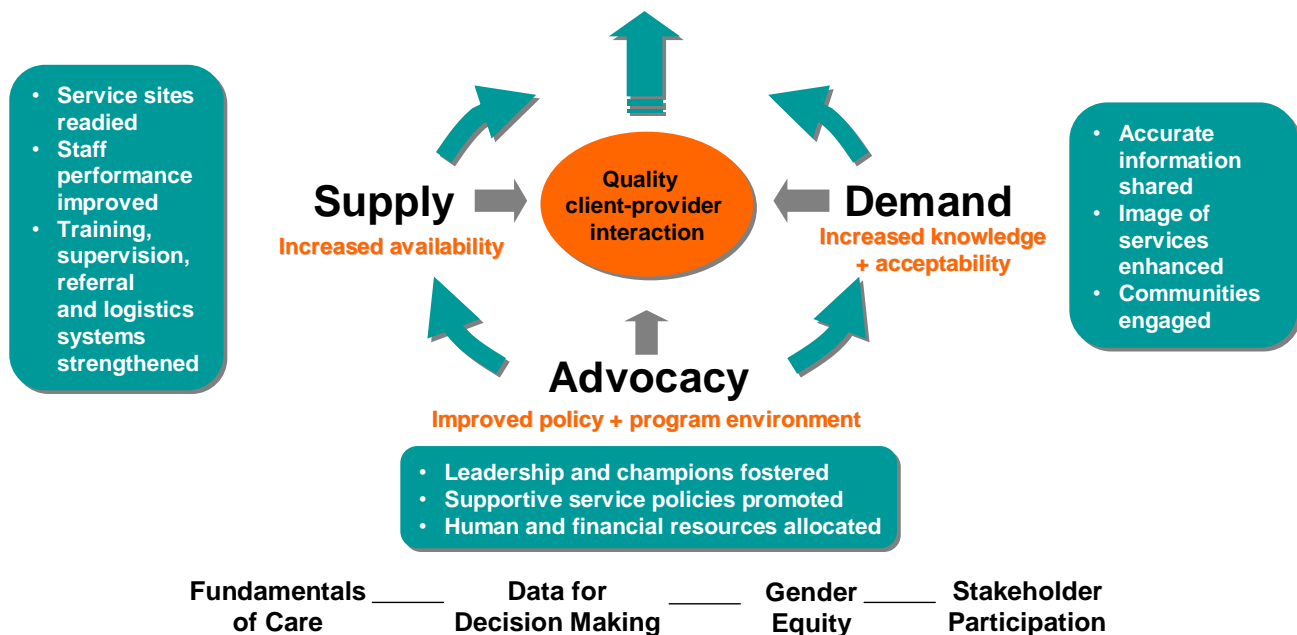 • Service sites
readied
• Staff
performance
improved
• Training,
supervision,
referral
and logistics
systems
strengthened
Supply
Increased availability
Quality
client-provider
interaction
Demand
Increased knowledge
+ acceptability
• Accurate
information
shared
• Image of
services
enhanced
• Communities
engaged
Advocacy
Improved policy + program environment
• Leadership and champions fostered
• Supportive service policies promoted
• Human and financial resources allocated
Fundamentals
of Care
Data for
Decision Making
Gender
Equity
Stakeholder
Participation